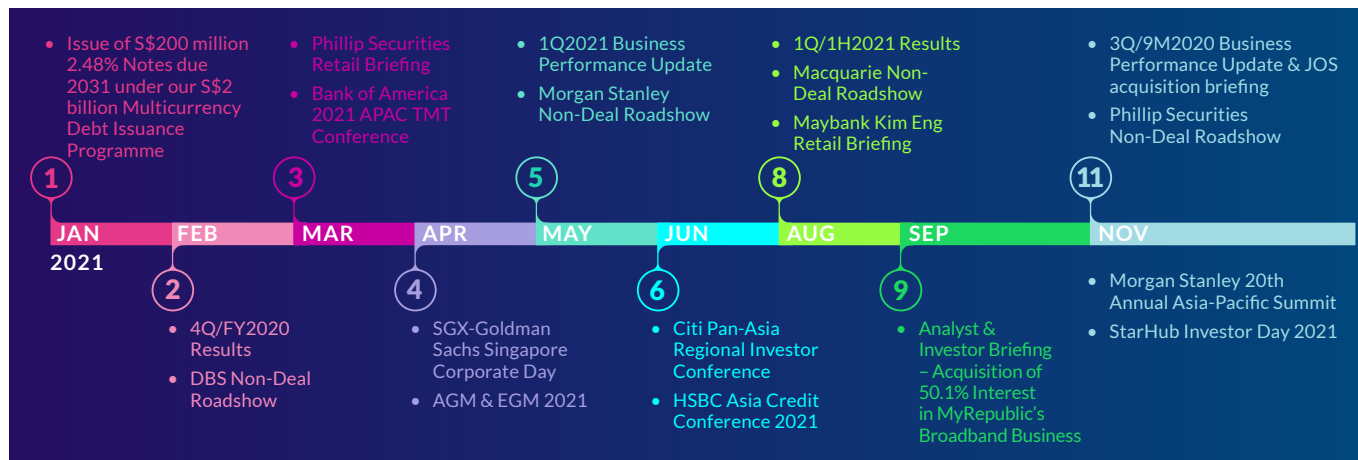 • Issue of S$200 million
2.48% Notes due
2031 under our S$2
billion Multicurrency
Debt Issuance
Programme
• Phillip Securities
Retail Briefing
• Bank of America
2021 APAC TMT
Conference
• 1Q2021 Business
Performance Update
• Morgan Stanley
Non-Deal Roadshow
• 1Q/1H2021 Results
• Macquarie Non-
Deal Roadshow
• Maybank Kim Eng
Retail Briefing
• 3Q/9M2020 Business
Performance Update & JOS
acquisition briefing
• Phillip Securities
Non-Deal Roadshow
1 3 5 8 11
JAN FEB MAR APR MAY JUN AUG SEP NOV
2021
2 4 6 9
• 4Q/FY2020
Results
• DBS Non-Deal
Roadshow
• SGX-Goldman
Sachs Singapore
Corporate Day
• AGM & EGM 2021
• Citi Pan-Asia
Regional Investor
Conference
• HSBC Asia Credit
Conference 2021
• Analyst &
Investor Briefing
– Acquisition of
50.1% Interest
in MyRepublic’s
Broadband Business
• Morgan Stanley 20th
Annual Asia-Pacific Summit
• StarHub Investor Day 2021